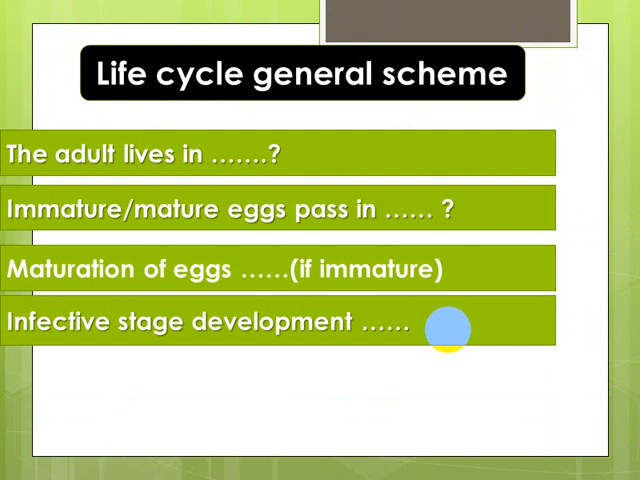 Life cycle general scheme
The adult lives in …….?
Immature/mature eggs pass in …… ?
Maturation of eggs ……(if immature)
Infective stage development ……